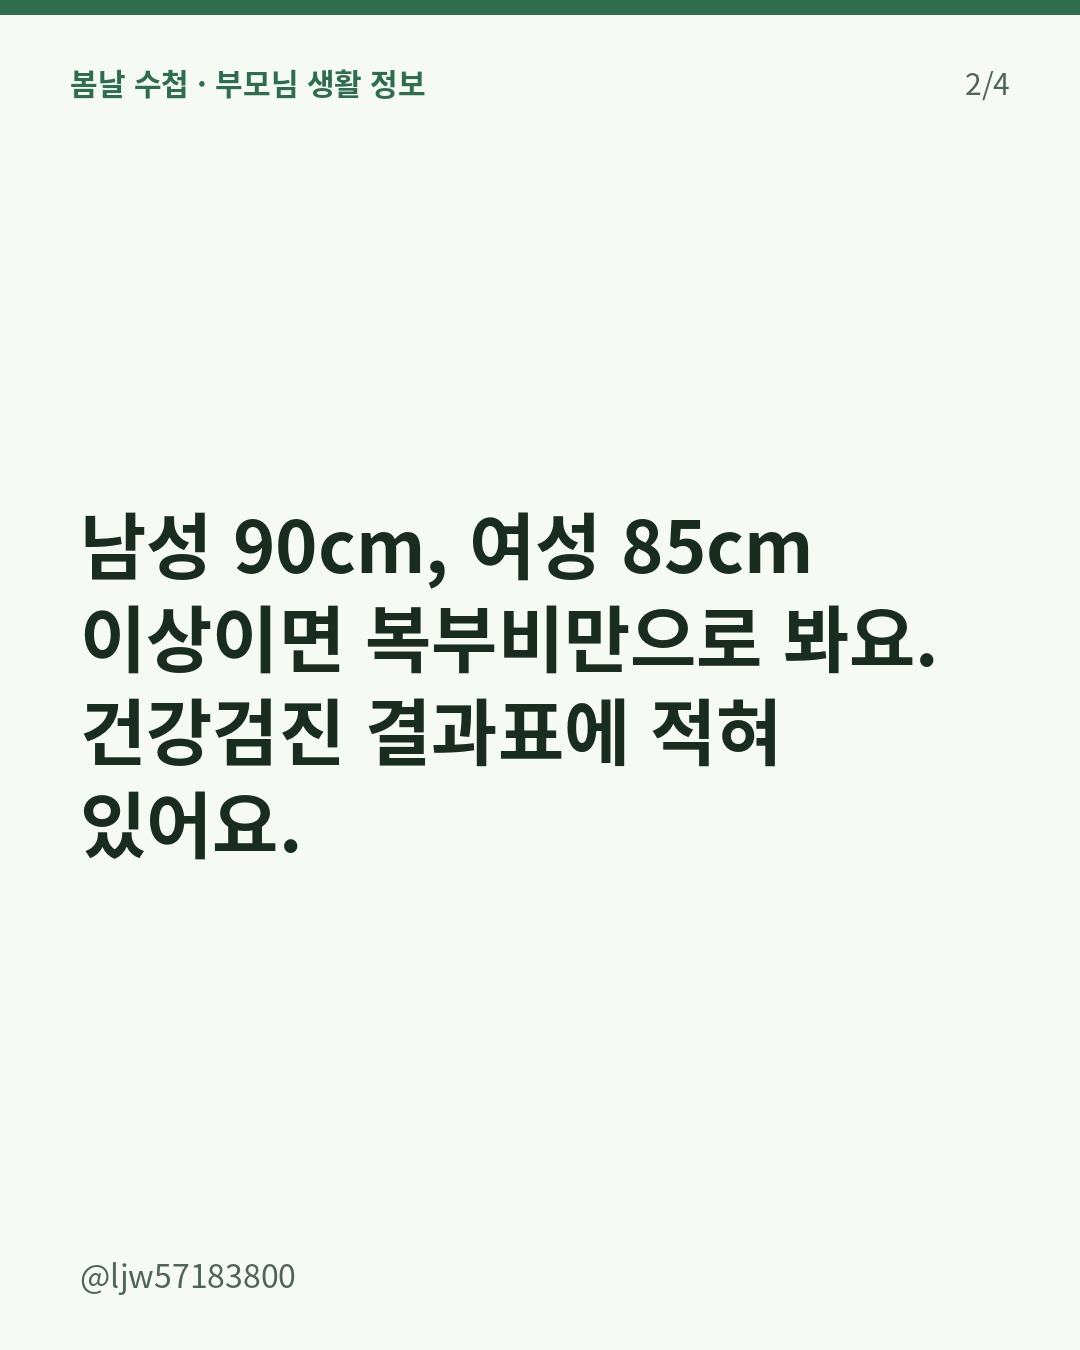 봄날 수첩 · 부모님 생활 정보
2/4
남성 90cm, 여성 85cm
이상이면 복부비만으로 봐요.
건강검진 결과표에 적혀
있어요.
@ljw57183800